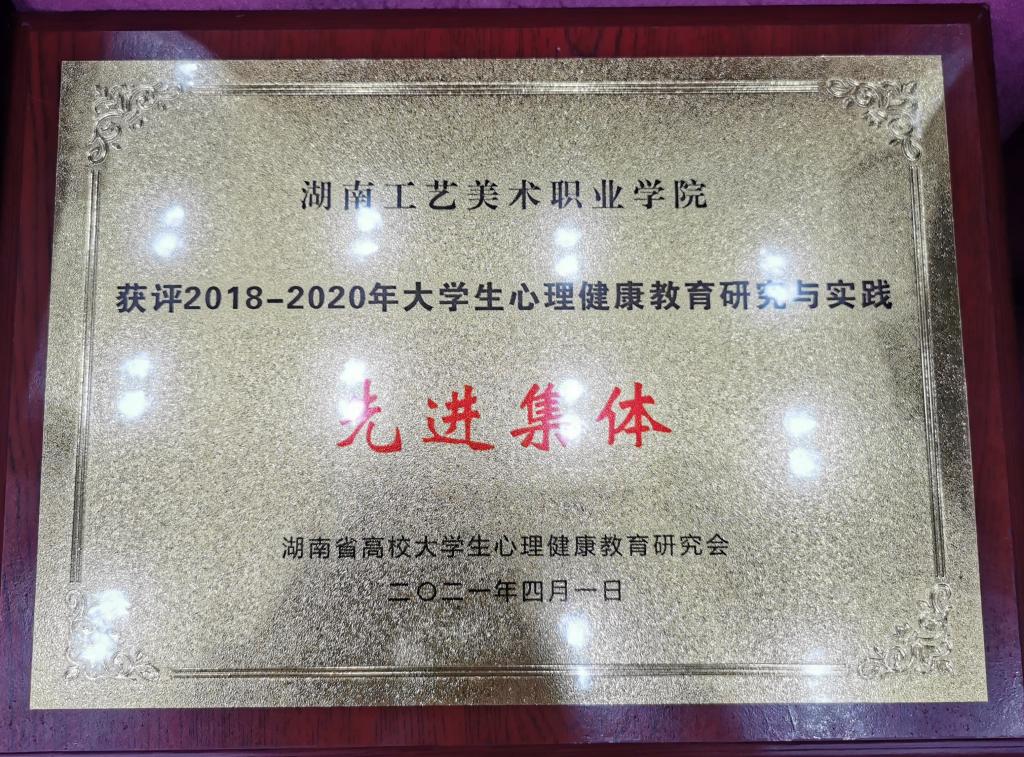 湖南工艺美术职业学院
获评2018-2020年大学生心理健康教育研究与实践
先进集体
湖南省高校大学生心理健康教育研究会
二〇二一年四月一日